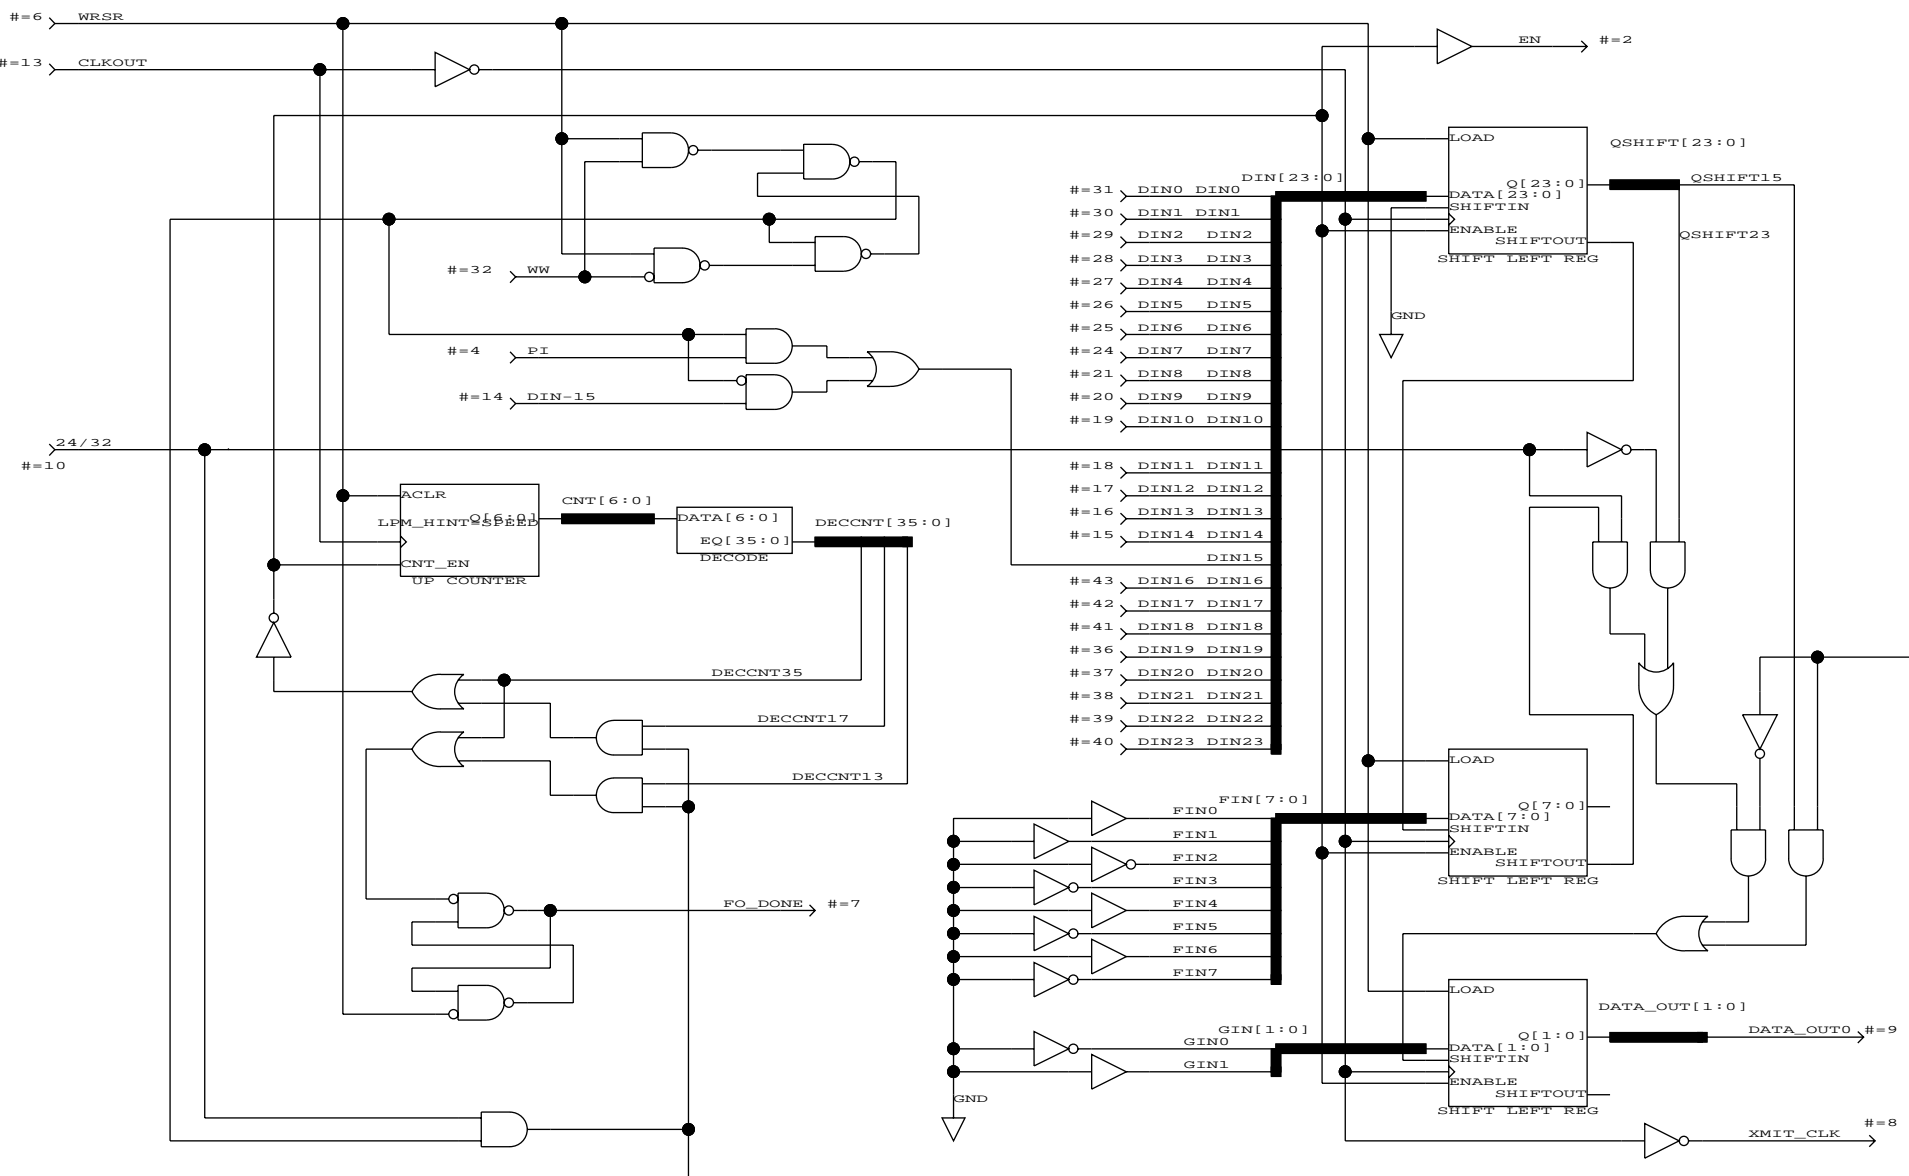 #=6 WRSR
EN #=2
#=13 CLKOUT
LOAD
QSHIFT[23:0]
DIN[23:0]
Q[23:0]
QSHIFT15
#=31 DIN0 DIN0
DATA[23:0]
SHIFTIN
#=30 DIN1 DIN1
ENABLE
#=29 DIN2 DIN2
SHIFTOUT
QSHIFT23
#=28 DIN3 DIN3
SHIFT LEFT REG
#=32 WW
#=27 DIN4 DIN4
#=26 DIN5 DIN5
GND
#=25 DIN6 DIN6
#=4 PI
#=24 DIN7 DIN7
#=21 DIN8 DIN8
#=14 DIN-15
#=20 DIN9 DIN9
#=19 DIN10 DIN10
24/32
#=10
#=18 DIN11 DIN11
#=17 DIN12 DIN12
ACLR
CNT[6:0]
#=16 DIN13 DIN13
Q[6:0]
LPM_HINT=SPEED
DATA[6:0]
DECCNT[35:0]
#=15 DIN14 DIN14
EQ[35:0]
DECODE
DIN15
CNT_EN
UP COUNTER
#=43 DIN16 DIN16
#=42 DIN17 DIN17
#=41 DIN18 DIN18
#=36 DIN19 DIN19
DECCNT35
#=37 DIN20 DIN20
#=38 DIN21 DIN21
DECCNT17
#=39 DIN22 DIN22
#=40 DIN23 DIN23
LOAD
DECCNT13
FIN[7:0]
Q[7:0]
FIN0
DATA[7:0]
SHIFTIN
FIN1
ENABLE
FIN2
SHIFTOUT
FIN3
SHIFT LEFT REG
FO_DONE #=7
FIN4
FIN5
FIN6
FIN7
LOAD
DATA_OUT[1:0]
GIN[1:0]
Q[1:0]
DATA_OUT0 #=9
GIN0
DATA[1:0]
SHIFTIN
GIN1
ENABLE
SHIFTOUT
GND
SHIFT LEFT REG
XMIT_CLK #=8